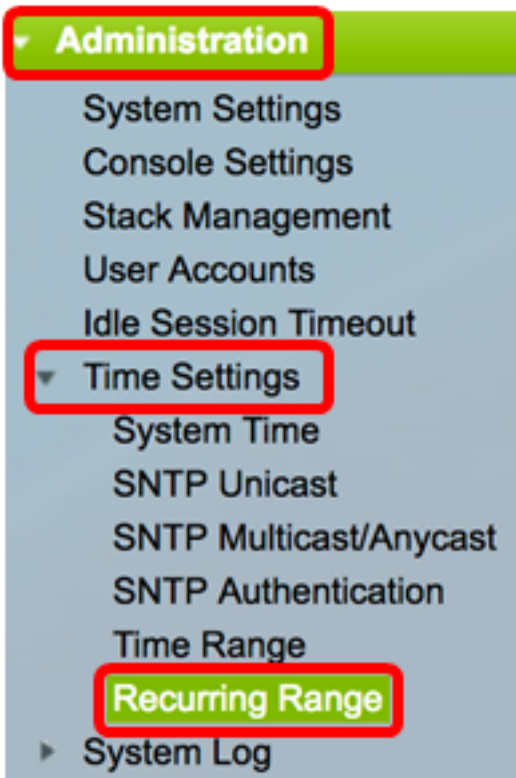 Administration
System Settings
Console Settings
Stack Management
User Accounts
Idle Session Timeout
Time Settings
System Time
SNTP Unicast
SNTP Multicast/Anycast
SNTP Authentication
Time Range
Recurring Range
System Log